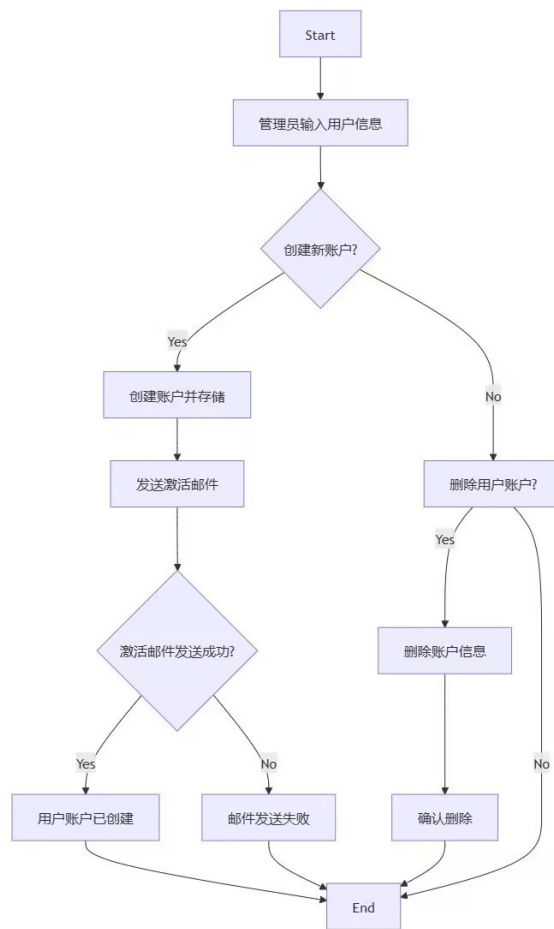 Start
管理员输入用户信息
创建新账户?
Yes
No
创建账户并存储
发送激活邮件
删除用户账户?
Yes
激活邮件发送成功?
删除账户信息
Yes
No
No
用户账户已创建
邮件发送失败
确认删除
End